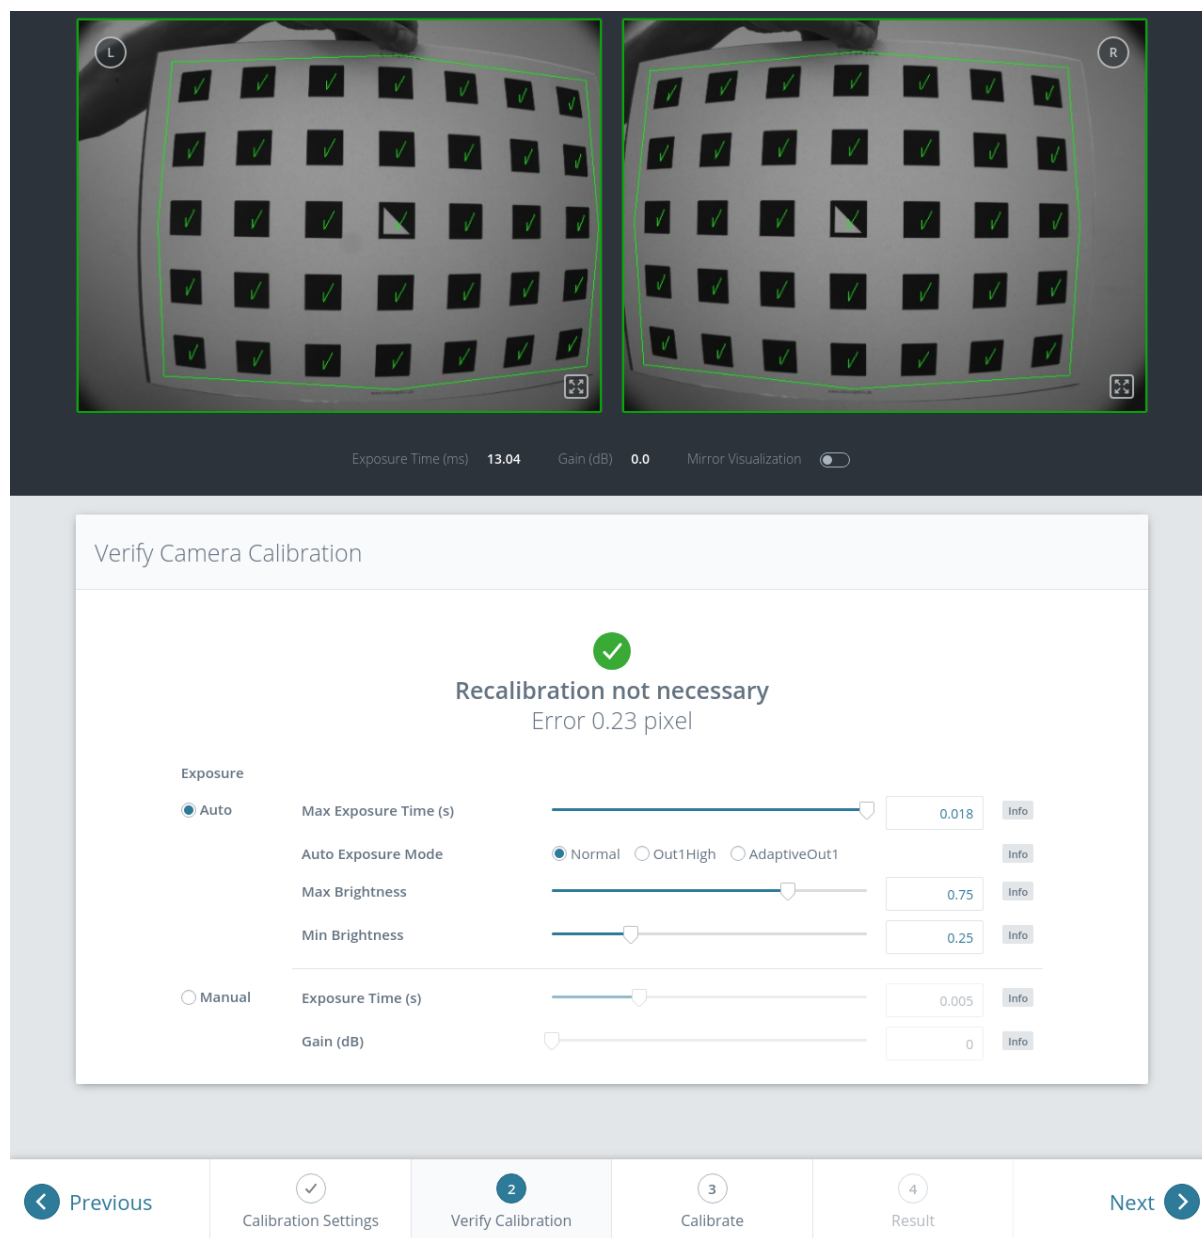 L
R
Exposure Time (ms) 13.04 Gain (dB) 0.0 Mirror Visualization
Verify Camera Calibration
Recalibration not necessary
Error 0.23 pixel
Exposure
Auto Max Exposure Time (s) 0.018 Info
Auto Exposure Mode Normal Out1High AdaptiveOut1 Info
Max Brightness 0.75 Info
Min Brightness 0.25 Info
Manual Exposure Time (s) 0.005 Info
Gain (dB) 0 Info
Previous
Calibration Settings
2
Verify Calibration
3
Calibrate
4
Result
Next